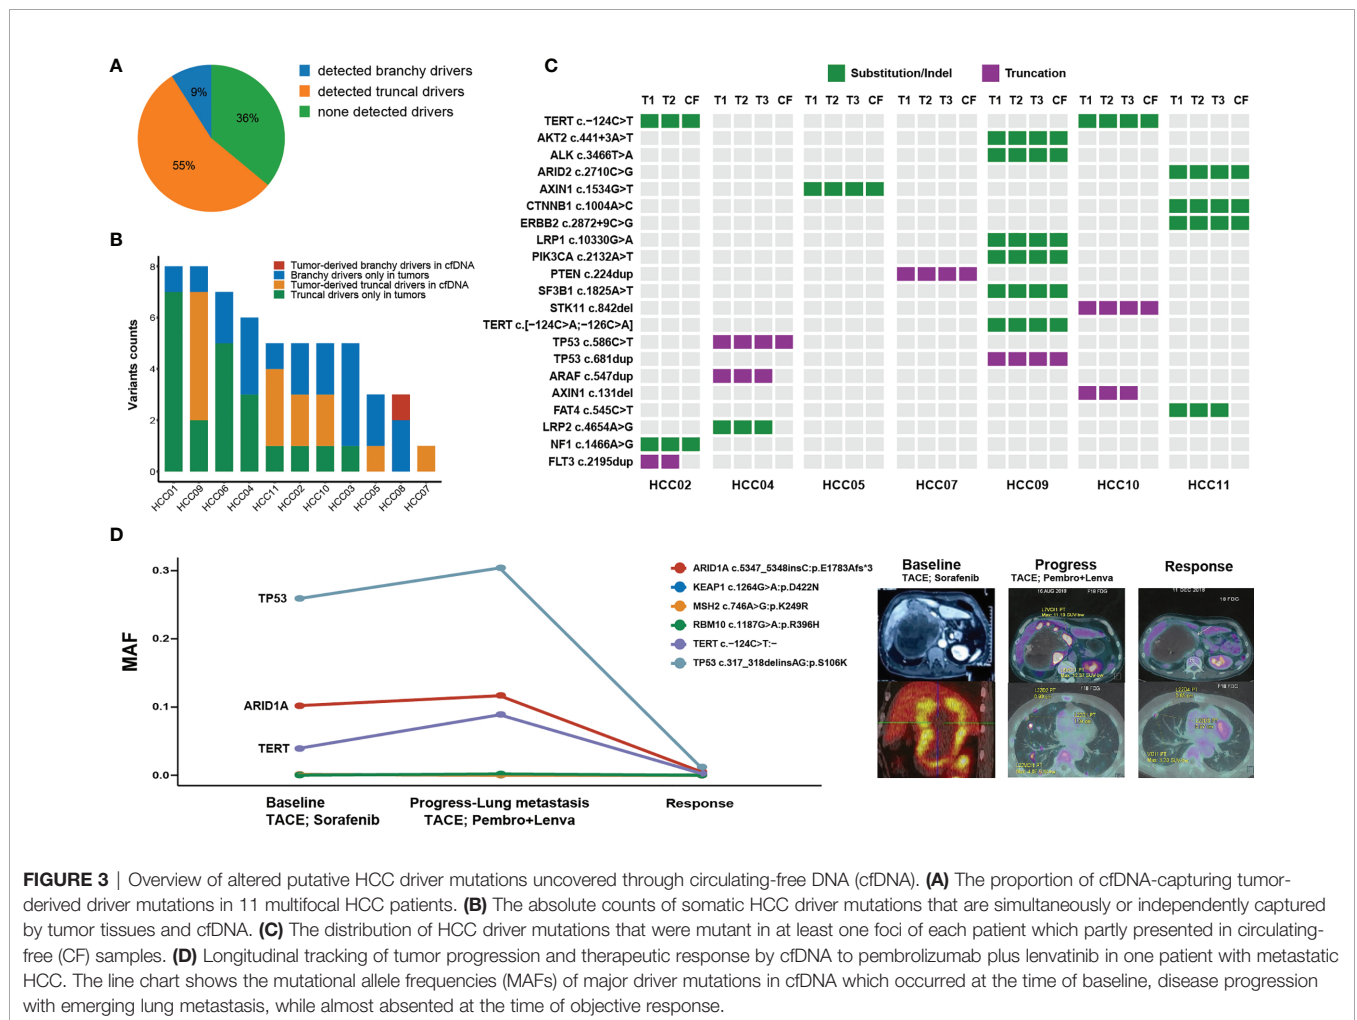 A
9%
36%
55%
detected branchy drivers
detected truncal drivers
none detected drivers
B
Variants counts
8
6
4
2
0
Tumor-derived branchy drivers in cfDNA
Branchy drivers only in tumors
Tumor-derived truncal drivers in cfDNA
Truncal drivers only in tumors
HCC01 HCC09 HCC06 HCC04 HCC11 HCC02 HCC10 HCC03 HCC05 HCC08 HCC07
C
Substitution/Indel Truncation
T1 T2 CF T1 T2 T3 CF T1 T2 T3 CF T1 T2 T3 CF T1 T2 T3 CF T1 T2 T3 CF T1 T2 T3 CF
TERT c.−124C>T
AKT2 c.441+3A>T
ALK c.3466T>A
ARID2 c.2710C>G
AXIN1 c.1534G>T
CTNNB1 c.1004A>C
ERBB2 c.2872+9C>G
LRP1 c.10330G>A
PIK3CA c.2132A>T
PTEN c.224dup
SF3B1 c.1825A>T
STK11 c.842del
TERT c.[−124C>A;−126C>A]
TP53 c.586C>T
TP53 c.681dup
ARAF c.547dup
AXIN1 c.131del
FAT4 c.545C>T
LRP2 c.4654A>G
NF1 c.1466A>G
FLT3 c.2195dup
HCC02 HCC04 HCC05 HCC07 HCC09 HCC10 HCC11
D
MAF
0.3
0.2
0.1
0.0
TP53
ARID1A
TERT
Baseline
TACE; Sorafenib
Progress-Lung metastasis
TACE; Pembro+Lenva
Response
ARID1A c.5347_5348insC:p.E1783Afs*3
KEAP1 c.1264G>A:p.D422N
MSH2 c.746A>G:p.K249R
RBM10 c.1187G>A:p.R396H
TERT c.−124C>T:−
TP53 c.317_318delinsAG:p.S106K
Baseline
TACE; Sorafenib
Progress
TACE; Pembro+Lenva
Response
16 AUG 2018 F18 FDG
11 DEC 2018 18 FDG
F18 FDG
F18 FDG
FIGURE 3 | Overview of altered putative HCC driver mutations uncovered through circulating-free DNA (cfDNA). (A) The proportion of cfDNA-capturing tumor-
derived driver mutations in 11 multifocal HCC patients. (B) The absolute counts of somatic HCC driver mutations that are simultaneously or independently captured
by tumor tissues and cfDNA. (C) The distribution of HCC driver mutations that were mutant in at least one foci of each patient which partly presented in circulating-
free (CF) samples. (D) Longitudinal tracking of tumor progression and therapeutic response by cfDNA to pembrolizumab plus lenvatinib in one patient with metastatic
HCC. The line chart shows the mutational allele frequencies (MAFs) of major driver mutations in cfDNA which occurred at the time of baseline, disease progression
with emerging lung metastasis, while almost absented at the time of objective response.